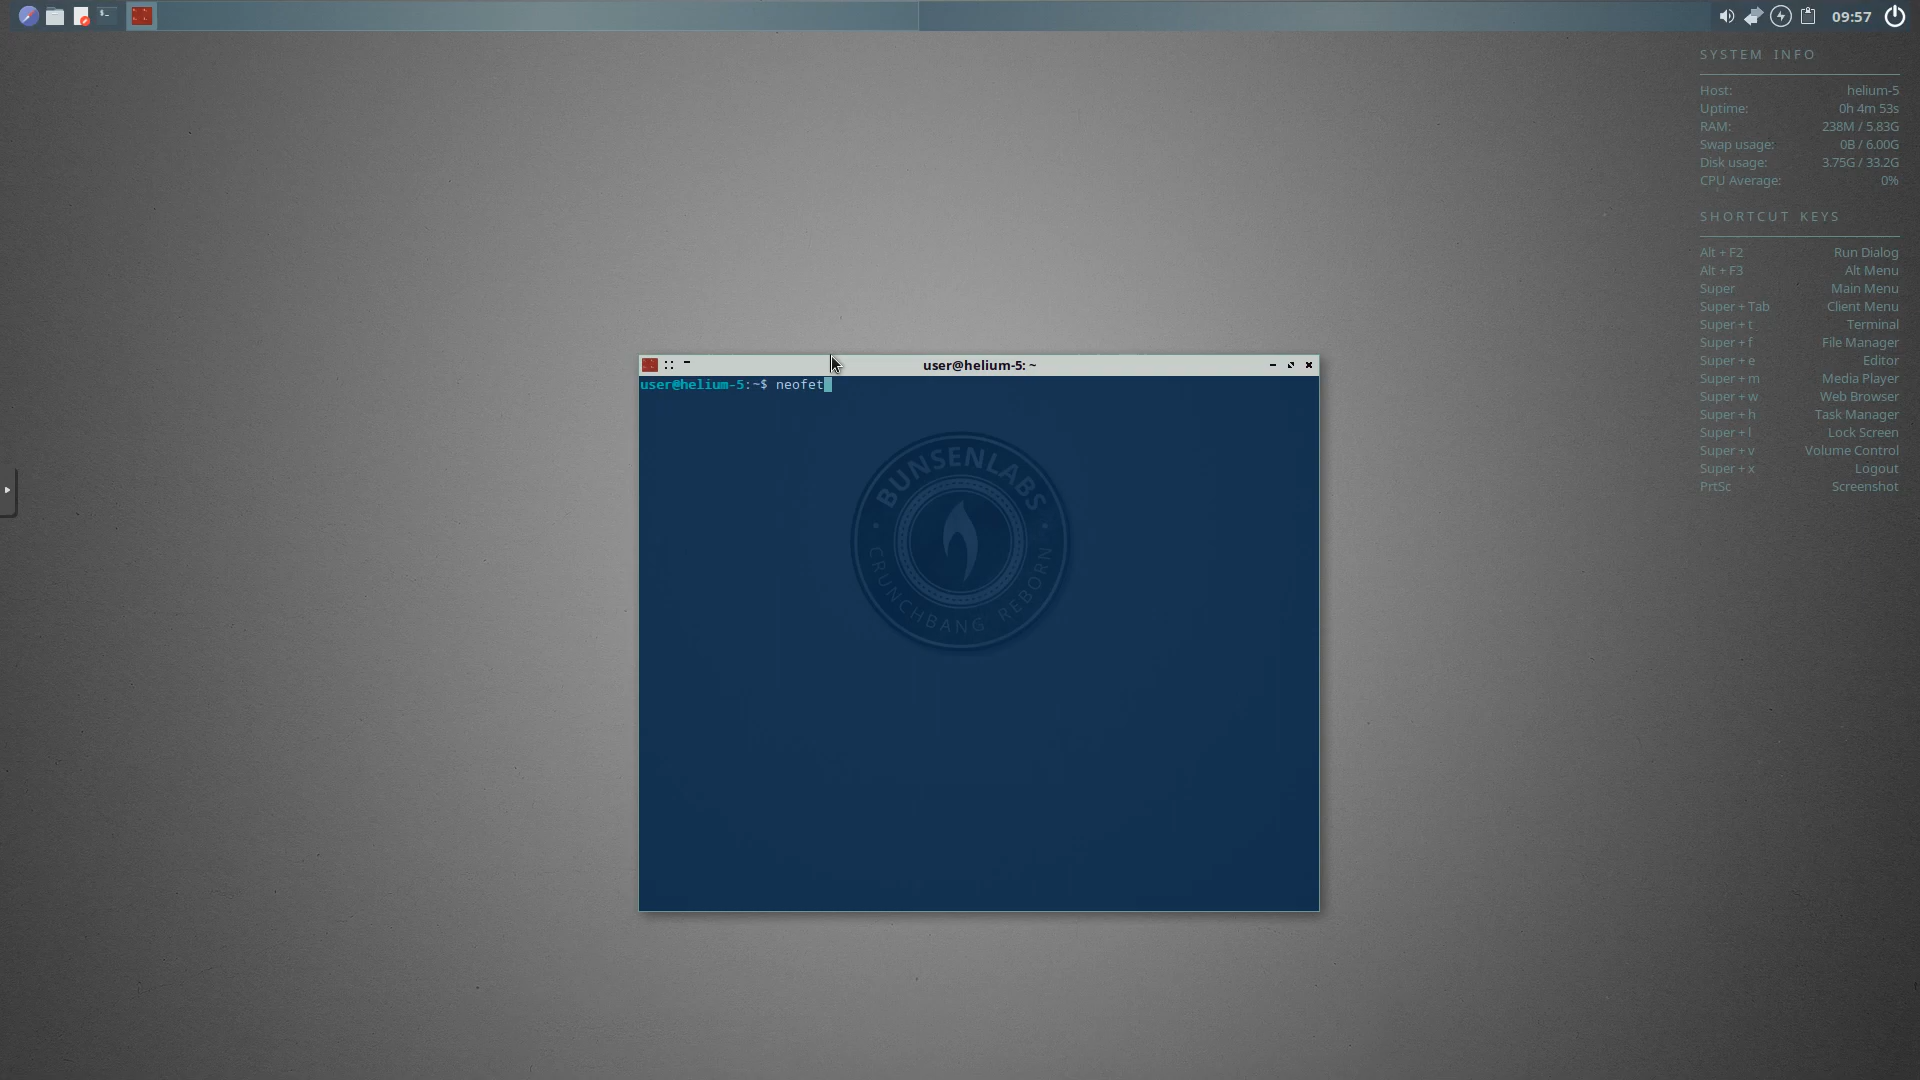 09:57
SYSTEM INFO
Host: helium-5
Uptime: 0h 4m 53s
RAM: 238M / 5.83G
Swap usage: 0B / 6.00G
Disk usage: 3.75G / 33.2G
CPU Average: 0%
SHORTCUT KEYS
Alt + F2 Run Dialog
Alt + F3 Alt Menu
Super Main Menu
Super + Tab Client Menu
Super + t Terminal
Super + f File Manager
Super + e Editor
Super + m Media Player
Super + w Web Browser
Super + h Task Manager
Super + l Lock Screen
Super + v Volume Control
Super + x Logout
PrtSc Screenshot
user@helium-5: ~
user@helium-5:~$ neofet
BUNSENLABS
CRUNCHBANG REBORN